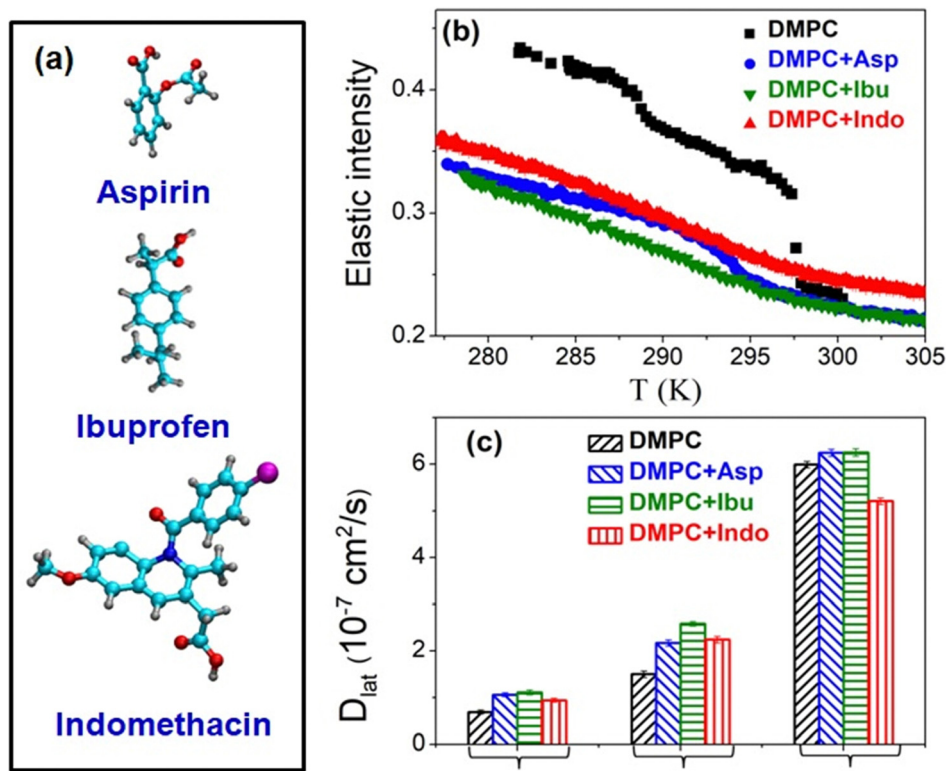 (a)
Aspirin
Ibuprofen
Indomethacin
(b)
DMPC
DMPC+Asp
DMPC+Ibu
DMPC+Indo
Elastic intensity
0.4
0.3
0.2
280 285 290 295 300 305
T (K)
(c)
DMPC
DMPC+Asp
DMPC+Ibu
DMPC+Indo
D_lat (10^-7 cm^2/s)
6
4
2
0